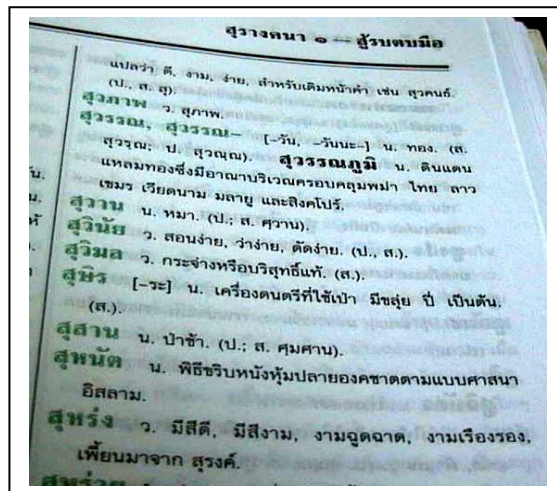 สุรางคนา ๑ — สู้รบตบมือ
แปลว่า ดี, งาม, ง่าย, สำหรับเติมหน้าคำ เช่น สุวคนธ์.
(ป., ส. สุ).
สุวภาพ ว. สุภาพ.
สุวรรณ, สุวรรณ– [–วัน, –วันนะ–] น. ทอง. (ส.
สุวรฺณ; ป. สุวณฺณ). สุวรรณภูมิ น. ดินแดน
แหลมทองซึ่งมีอาณาบริเวณครอบคลุมพม่า ไทย ลาว
เขมร เวียดนาม มลายู และสิงคโปร์.
สุวาน น. หมา. (ป.; ส. ศฺวาน).
สุวินัย ว. สอนง่าย, ว่าง่าย, ดัดง่าย. (ป., ส.).
สุวิมล ว. กระจ่างหรือบริสุทธิ์แท้. (ส.).
สุษิร [–ระ] น. เครื่องดนตรีที่ใช้เป่า มีขลุ่ย ปี่ เป็นต้น.
(ส.).
สุสาน น. ป่าช้า. (ป.; ส. ศฺมศาน).
สุหนัต น. พิธีขริบหนังหุ้มปลายองคชาตตามแบบศาสนา
อิสลาม.
สุหร่ง ว. มีสีดี, มีสีงาม, งามฉูดฉาด, งามเรืองรอง,
เพี้ยนมาจาก สุรงค์.
สุหร่าย